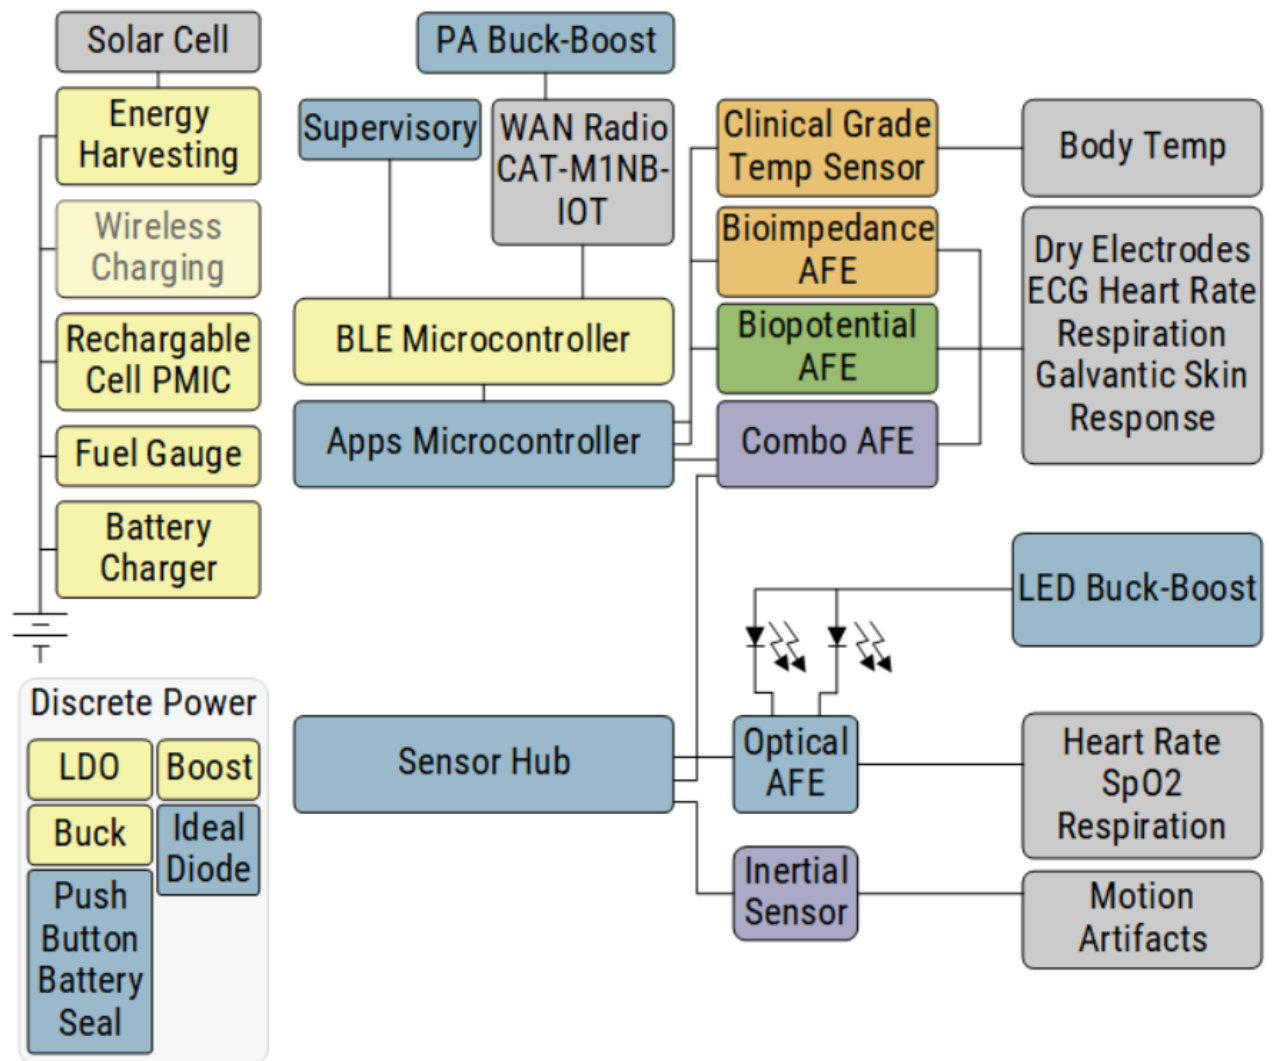 Solar Cell
Energy
Harvesting
Wireless
Charging
Rechargable
Cell PMIC
Fuel Gauge
Battery
Charger
Discrete Power
LDO
Boost
Buck
Ideal
Diode
Push
Button
Battery
Seal
PA Buck-Boost
Supervisory
WAN Radio
CAT-M1NB-
IOT
BLE Microcontroller
Apps Microcontroller
Sensor Hub
Clinical Grade
Temp Sensor
Bioimpedance
AFE
Biopotential
AFE
Combo AFE
Optical
AFE
Inertial
Sensor
Body Temp
Dry Electrodes
ECG Heart Rate
Respiration
Galvantic Skin
Response
LED Buck-Boost
Heart Rate
SpO2
Respiration
Motion
Artifacts